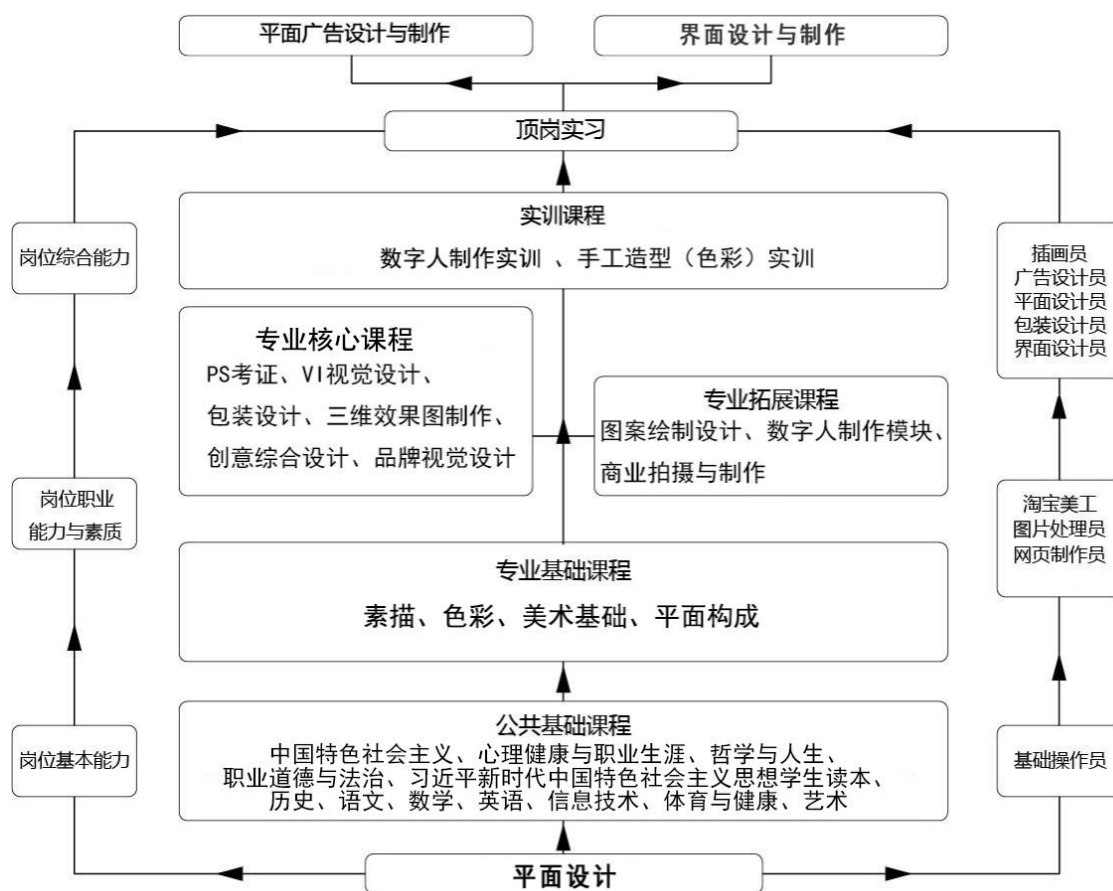 平面广告设计与制作
界面设计与制作
顶岗实习
实训课程
数字人制作实训 、手工造型（色彩）实训
岗位综合能力
插画员
广告设计员
平面设计员
包装设计员
界面设计员
专业核心课程
PS考证、VI视觉设计、
包装设计、三维效果图制作、
创意综合设计、品牌视觉设计
专业拓展课程
图案绘制设计、数字人制作模块、
商业拍摄与制作
岗位职业
能力与素质
淘宝美工
图片处理员
网页制作员
专业基础课程
素描、色彩、美术基础、平面构成
岗位基本能力
公共基础课程
中国特色社会主义、心理健康与职业生涯、哲学与人生、
职业道德与法治、习近平新时代中国特色社会主义思想学生读本、
历史、语文、数学、英语、信息技术、体育与健康、艺术
基础操作员
平面设计